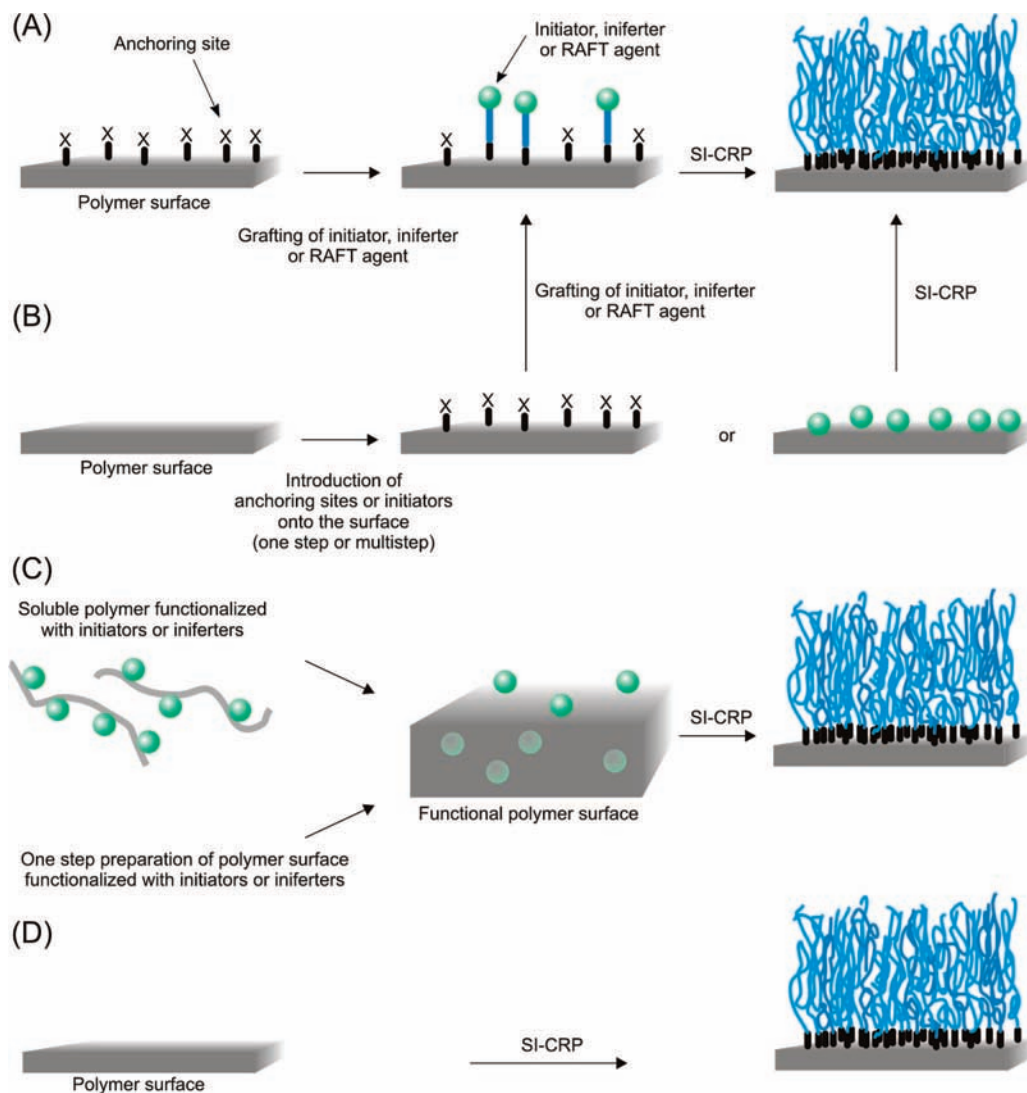 (A)
Anchoring site
Initiator, iniferter
or RAFT agent
X X X X X X
X X X
SI-CRP
Polymer surface
Grafting of initiator, iniferter
or RAFT agent
(B)
Grafting of initiator, iniferter
or RAFT agent
SI-CRP
X X X X X X
or
Polymer surface
Introduction of
anchoring sites or initiators
onto the surface
(one step or multistep)
(C)
Soluble polymer functionalized
with initiators or iniferters
SI-CRP
Functional polymer surface
One step preparation of polymer surface
functionalized with initiators or iniferters
(D)
SI-CRP
Polymer surface